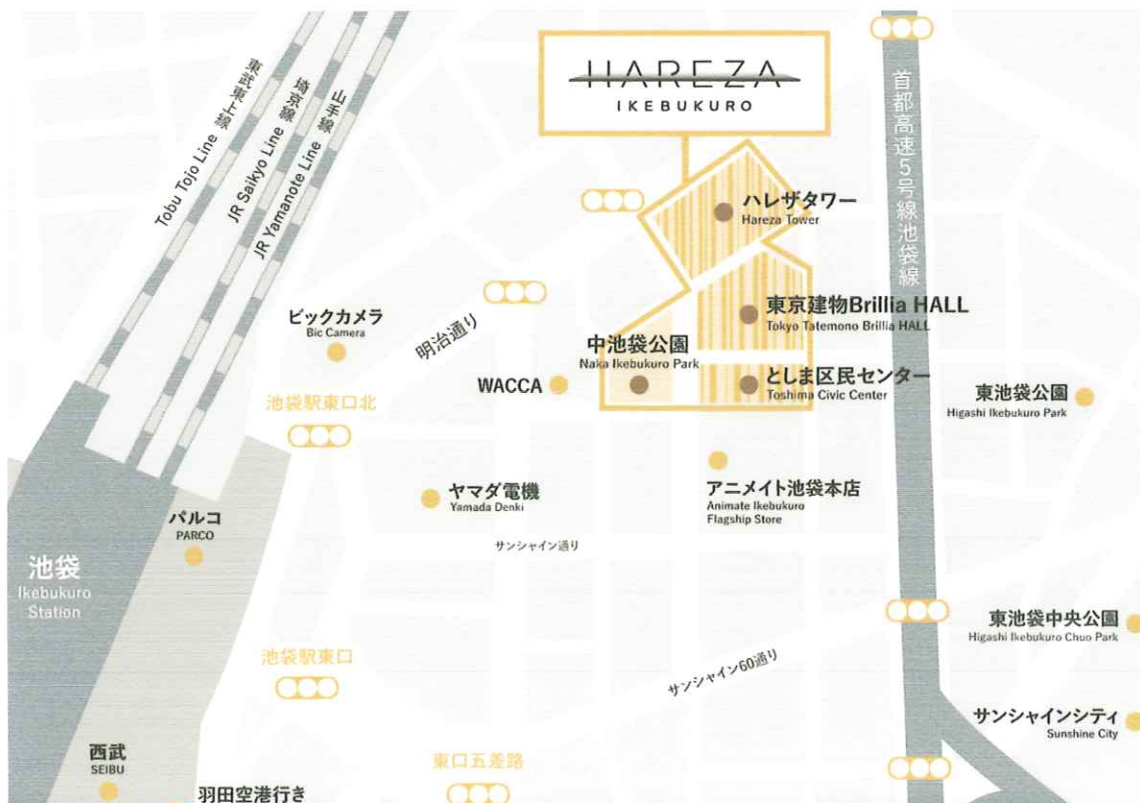 HAREZA
IKEBUKURO
東武東上線
Tobu Tojo Line
埼京線
JR Saikyo Line
山手線
JR Yamanote Line
首都高速5号線池袋線
ハレザタワー
Hareza Tower
東京建物Brillia HALL
Tokyo Tatemono Brillia HALL
中池袋公園
Naka Ikebukuro Park
としま区民センター
Toshima Civic Center
ビックカメラ
Bic Camera
明治通り
WACCA
東池袋公園
Higashi Ikebukuro Park
池袋駅東口北
ヤマダ電機
Yamada Denki
アニメイト池袋本店
Animate Ikebukuro
Flagship Store
パルコ
PARCO
サンシャイン通り
池袋
Ikebukuro
Station
東池袋中央公園
Higashi Ikebukuro Chuo Park
池袋駅東口
サンシャイン60通り
サンシャインシティ
Sunshine City
西武
SEIBU
東口五差路
羽田空港行き